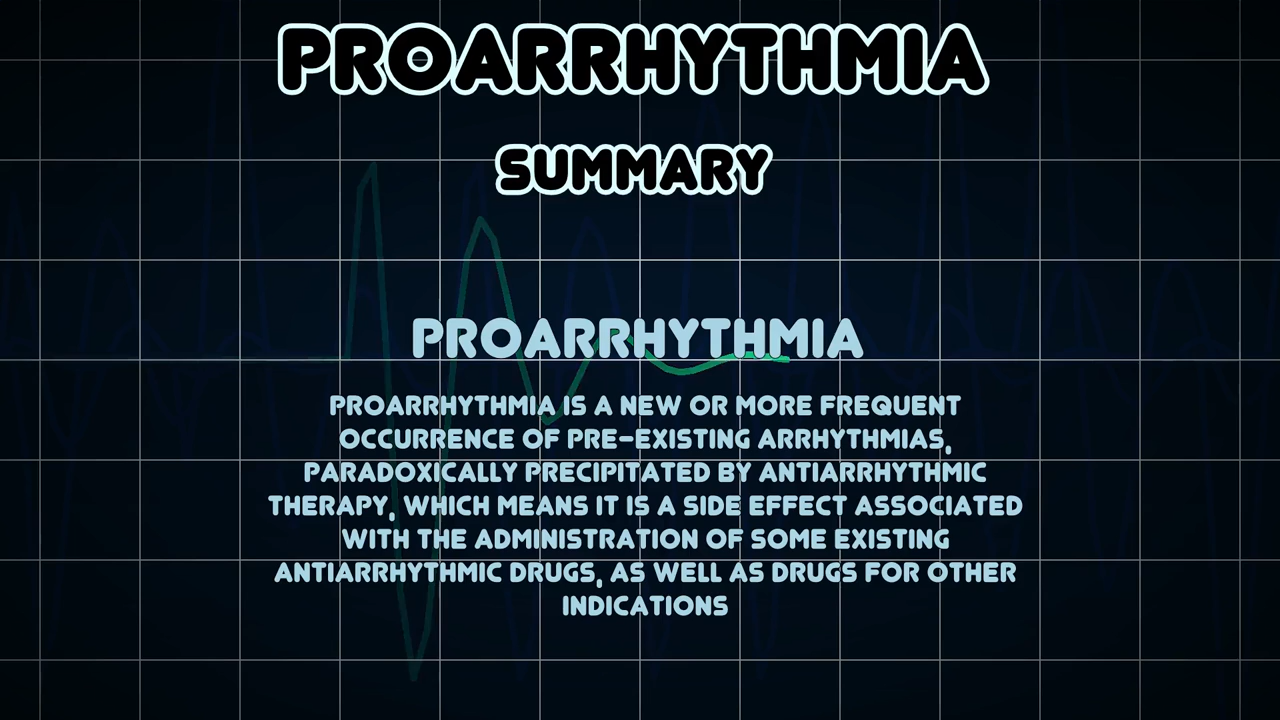 PROARRHYTHMIA
SUMMARY
PROARRHYTHMIA
PROARRHYTHMIA IS A NEW OR MORE FREQUENT
OCCURRENCE OF PRE-EXISTING ARRHYTHMIAS,
PARADOXICALLY PRECIPITATED BY ANTIARRHYTHMIC
THERAPY, WHICH MEANS IT IS A SIDE EFFECT ASSOCIATED
WITH THE ADMINISTRATION OF SOME EXISTING
ANTIARRHYTHMIC DRUGS, AS WELL AS DRUGS FOR OTHER
INDICATIONS